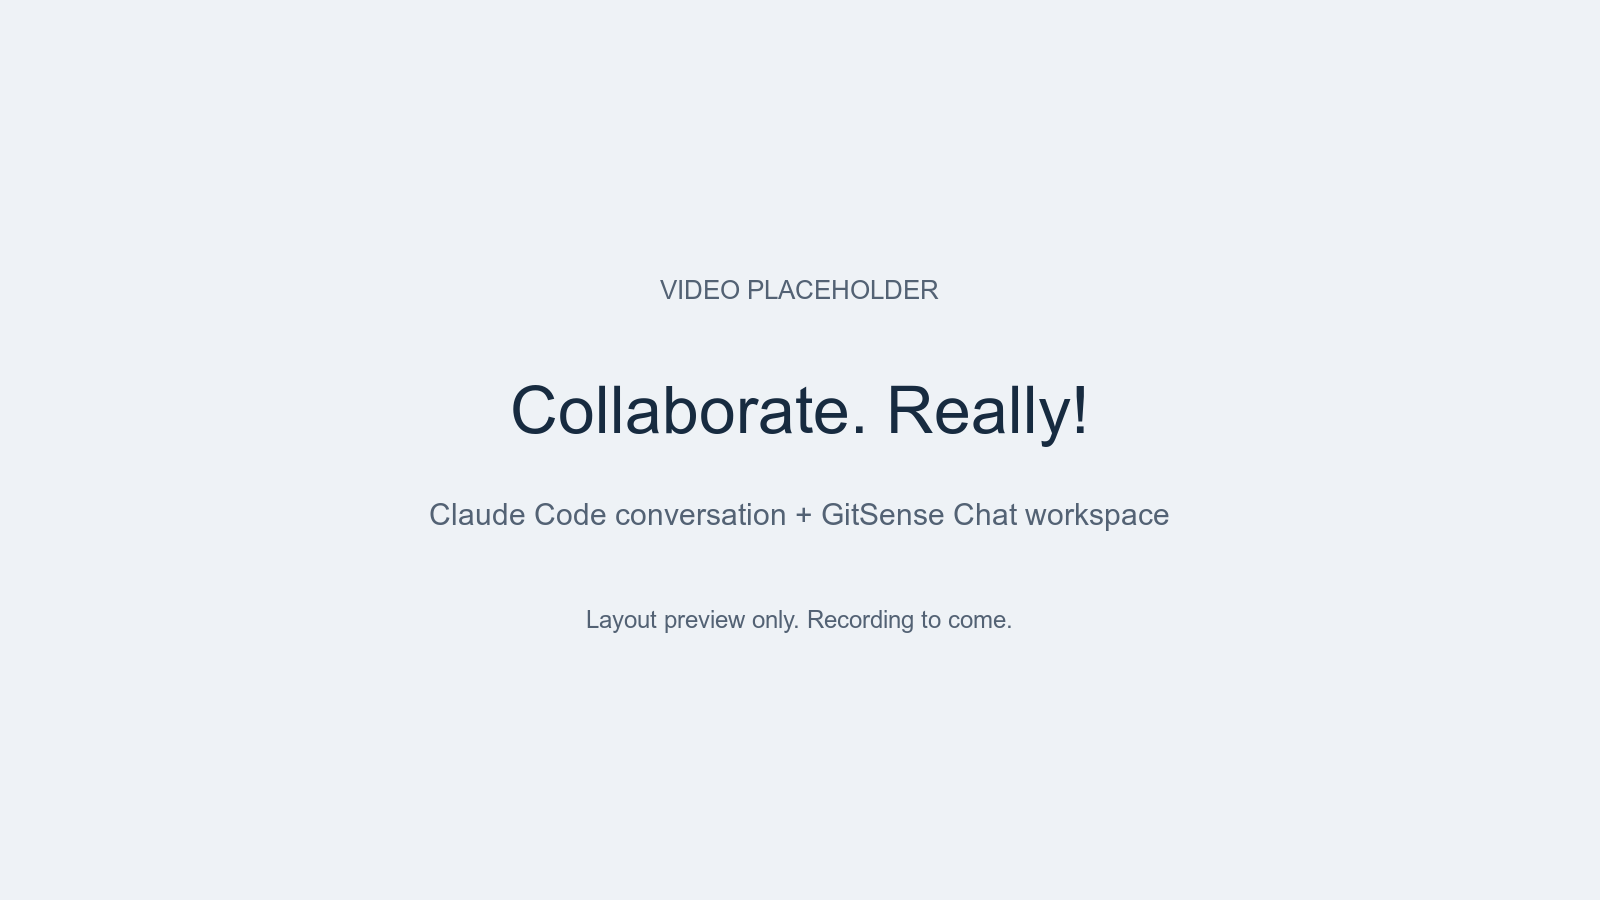 VIDEO PLACEHOLDER
Collaborate. Really!
Claude Code conversation + GitSense Chat workspace
Layout preview only. Recording to come.